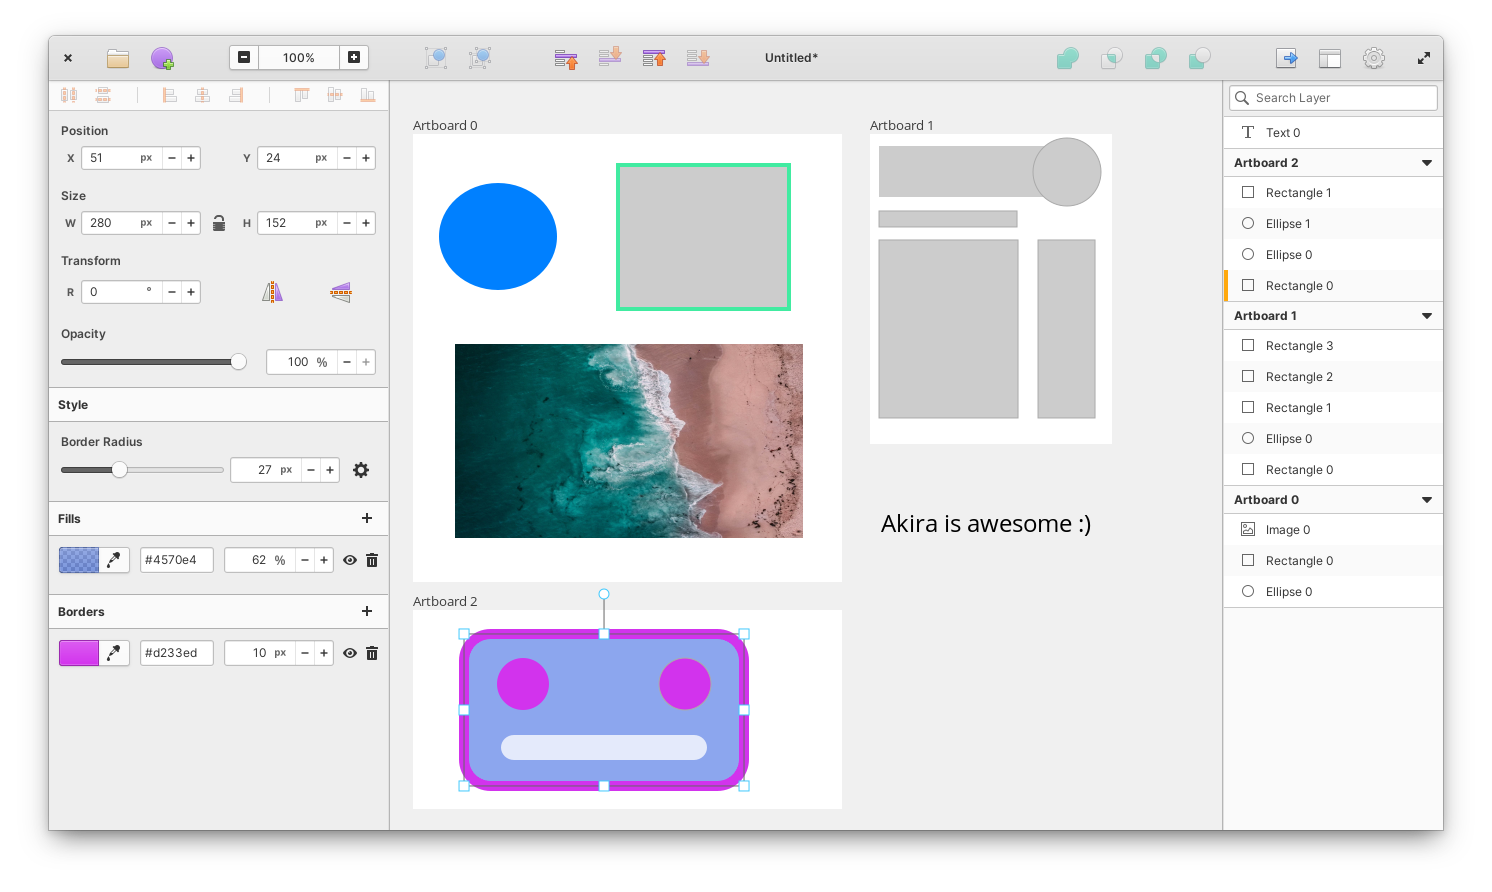 100%
Untitled*
Position
X 51 px − + Y 24 px − +
Size
W 280 px − + H 152 px − +
Transform
R 0 ° − +
Opacity
100 % − +
Style
Border Radius
27 px − +
Fills +
#4570e4 62 % − +
Borders +
#d233ed 10 px − +
Artboard 0
Artboard 1
Akira is awesome :)
Artboard 2
Search Layer
Text 0
Artboard 2
Rectangle 1
Ellipse 1
Ellipse 0
Rectangle 0
Artboard 1
Rectangle 3
Rectangle 2
Rectangle 1
Ellipse 0
Rectangle 0
Artboard 0
Image 0
Rectangle 0
Ellipse 0